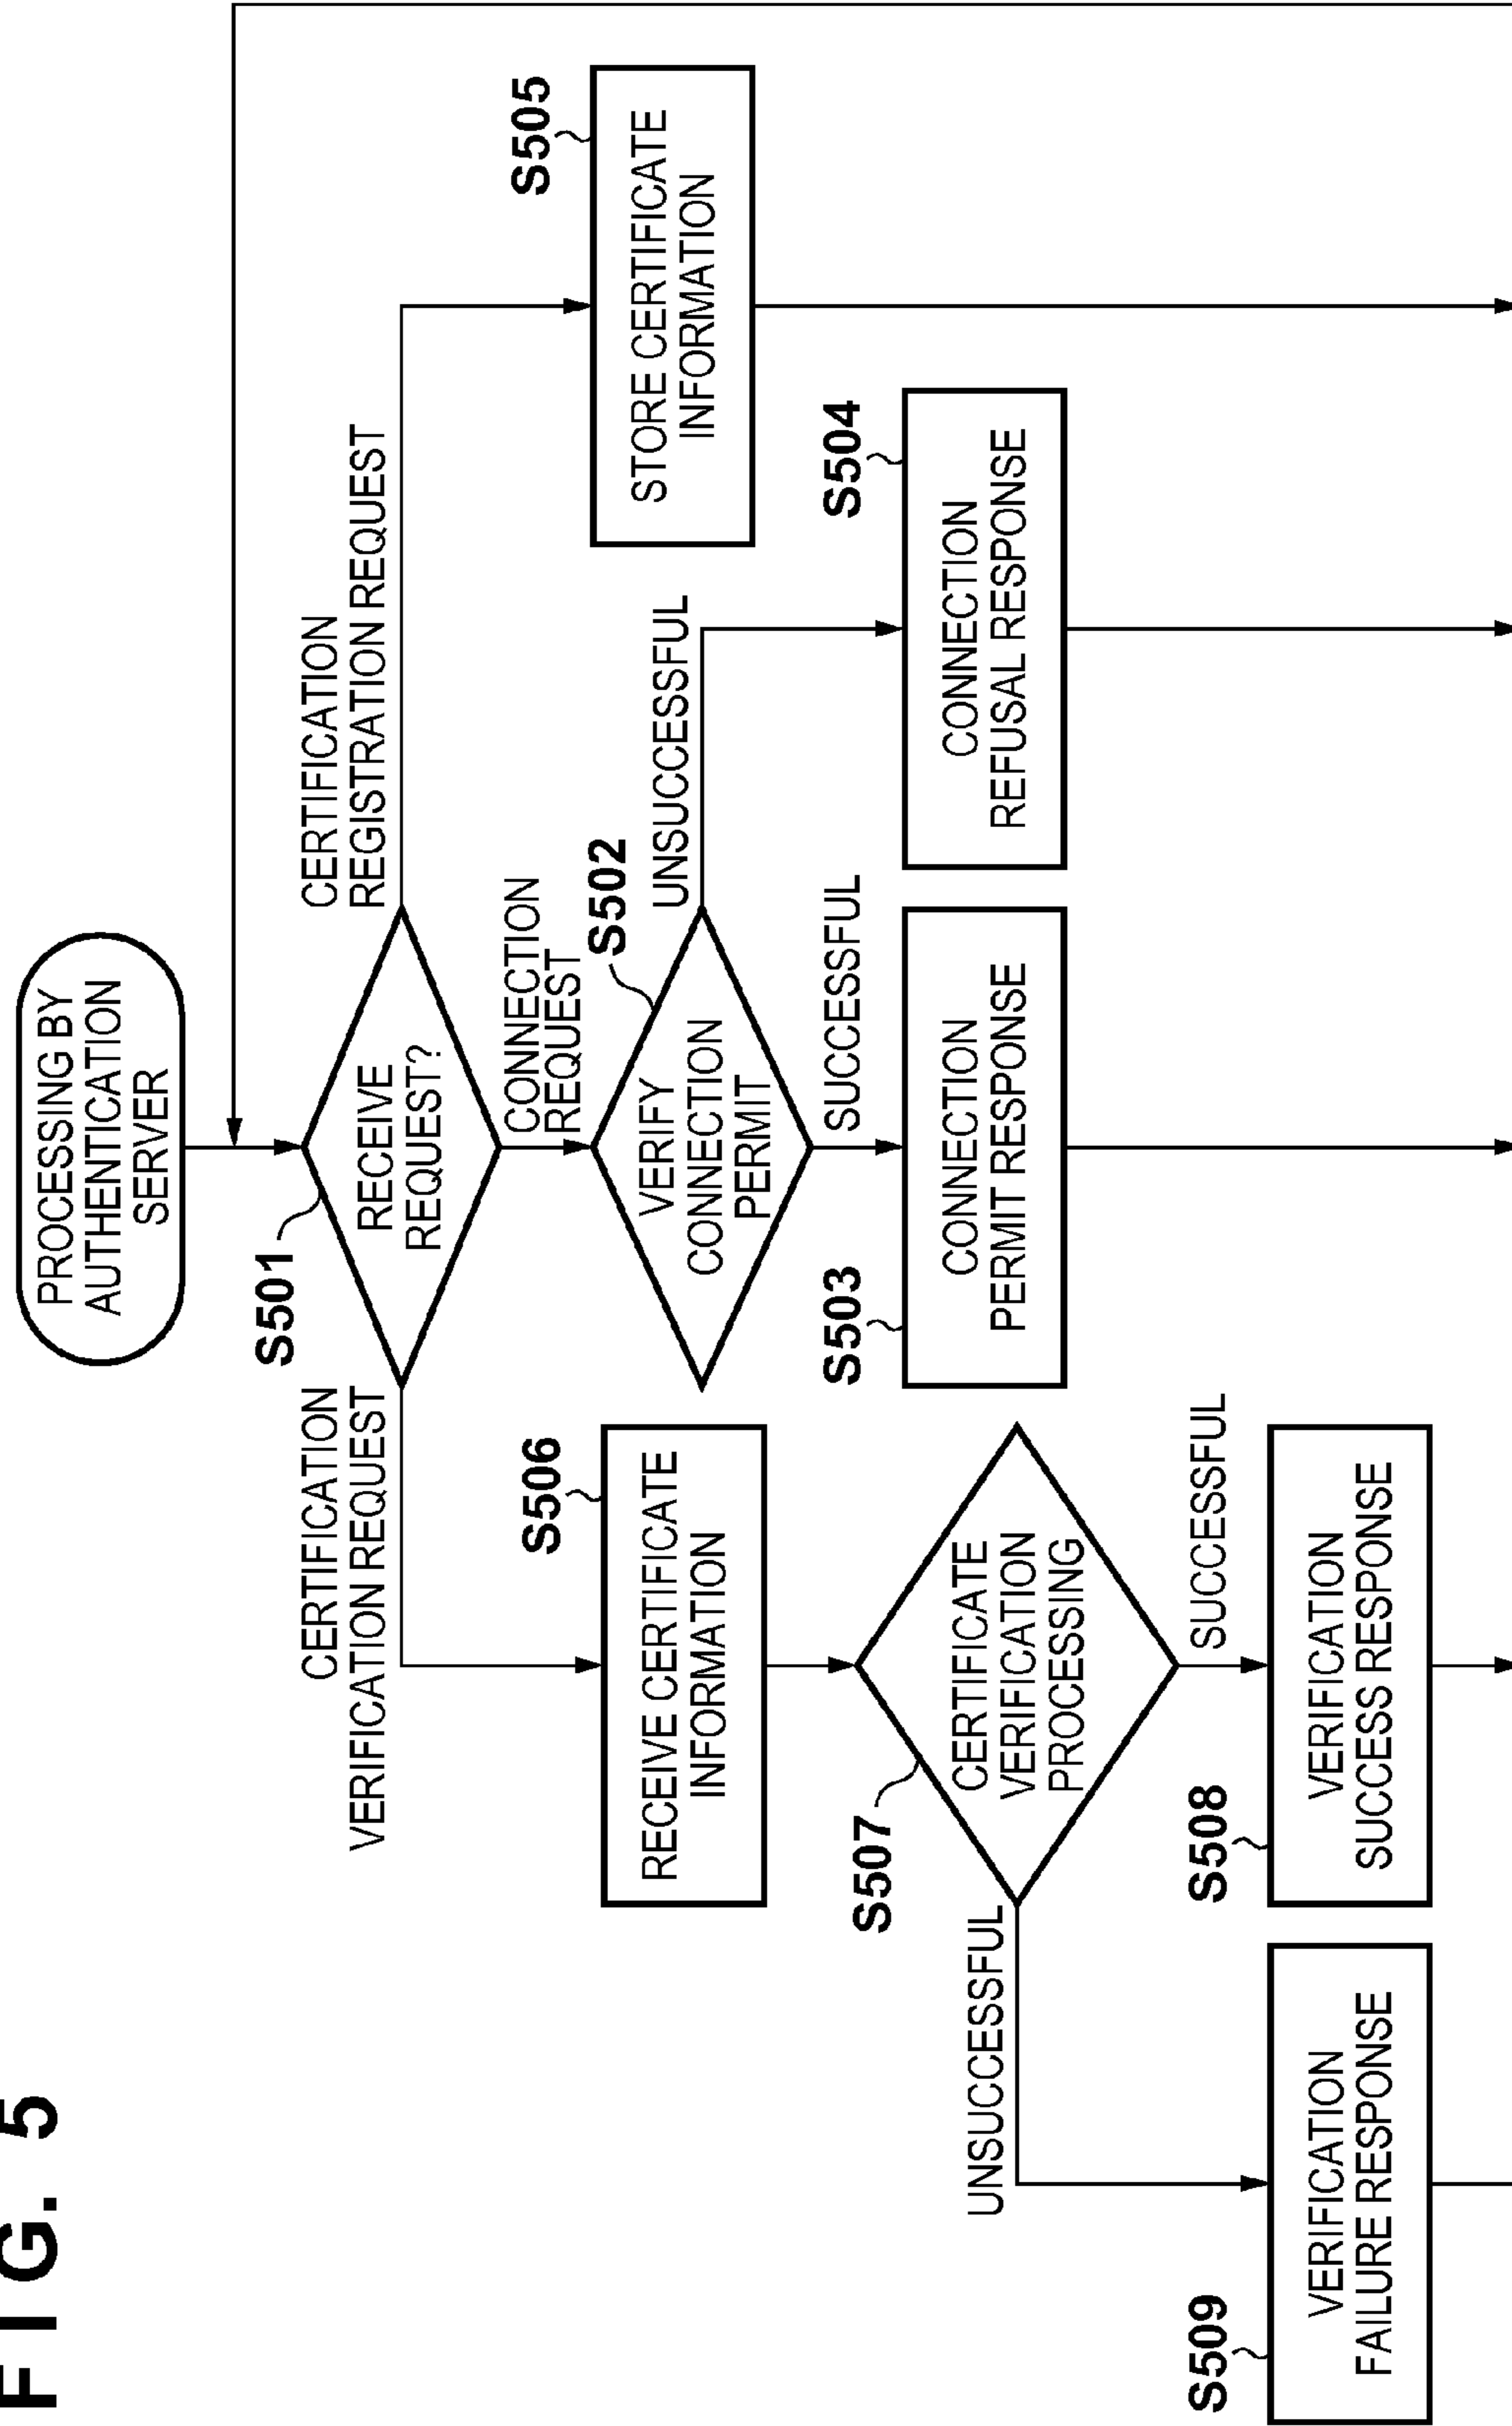 F I G. 5
PROCESSING BY
AUTHENTICATION
SERVER
S501
RECEIVE
REQUEST?
CERTIFICATION
VERIFICATION REQUEST
CERTIFICATION
REGISTRATION REQUEST
CONNECTION
REQUEST
S506
RECEIVE CERTIFICATE
INFORMATION
S502
VERIFY
CONNECTION
PERMIT
UNSUCCESSFUL
S505
STORE CERTIFICATE
INFORMATION
SUCCESSFUL
S507
CERTIFICATE
VERIFICATION
PROCESSING
S503
CONNECTION
PERMIT RESPONSE
S504
CONNECTION
REFUSAL RESPONSE
UNSUCCESSFUL
SUCCESSFUL
S509
VERIFICATION
FAILURE RESPONSE
S508
VERIFICATION
SUCCESS RESPONSE